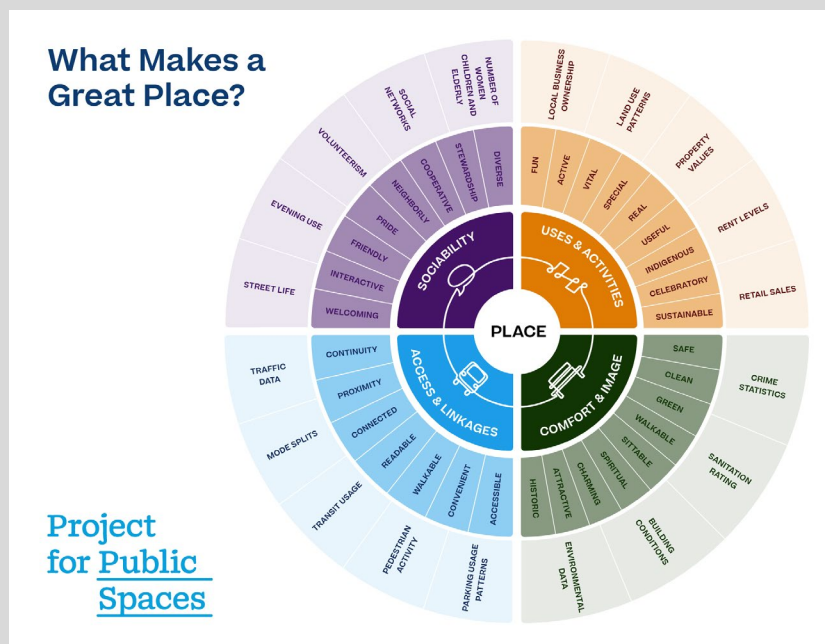 What Makes a
Great Place?
NUMBER OF
WOMEN
CHILDREN AND
ELDERLY
SOCIAL
NETWORKS
VOLUNTEERISM
EVENING USE
STREET LIFE
DIVERSE
STEWARDSHIP
COOPERATIVE
NEIGHBORLY
PRIDE
FRIENDLY
INTERACTIVE
WELCOMING
SOCIABILITY
LOCAL BUSINESS
OWNERSHIP
LAND USE
PATTERNS
PROPERTY
VALUES
RENT LEVELS
RETAIL SALES
FUN
ACTIVE
VITAL
SPECIAL
REAL
USEFUL
INDIGENOUS
CELEBRATORY
SUSTAINABLE
USES & ACTIVITIES
PLACE
ACCESS & LINKAGES
CONTINUITY
PROXIMITY
CONNECTED
READABLE
WALKABLE
CONVENIENT
ACCESSIBLE
TRAFFIC
DATA
MODE SPLITS
TRANSIT USAGE
PEDESTRIAN
ACTIVITY
PARKING USAGE
PATTERNS
COMFORT & IMAGE
SAFE
CLEAN
GREEN
WALKABLE
SITTABLE
SPIRITUAL
CHARMING
ATTRACTIVE
HISTORIC
CRIME
STATISTICS
SANITATION
RATING
BUILDING
CONDITIONS
ENVIRONMENTAL
DATA
Project
for Public
Spaces